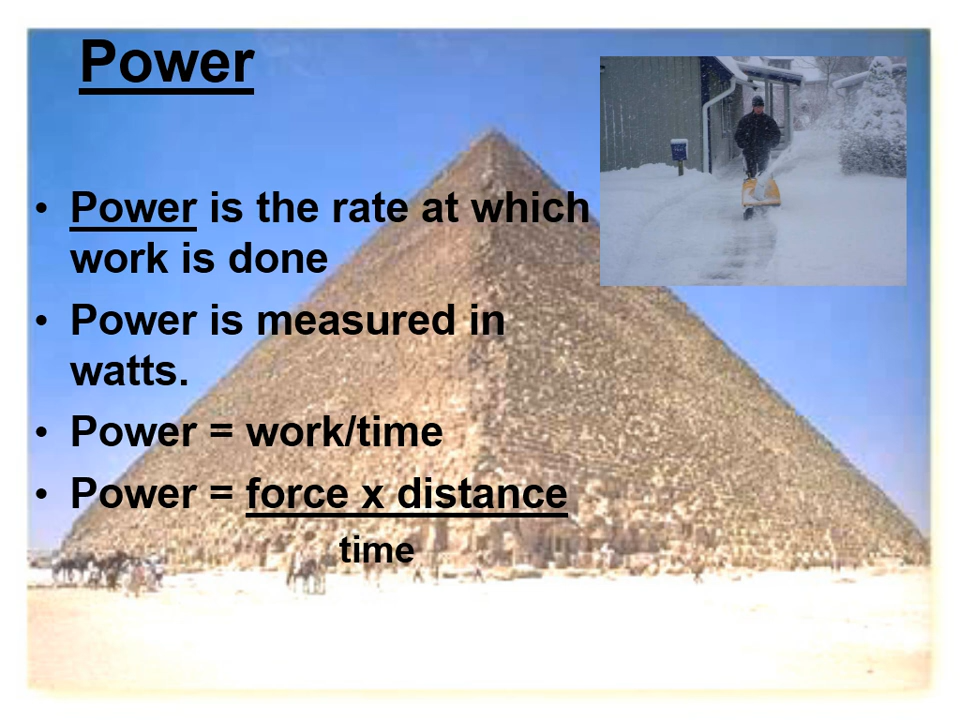 Power
• Power is the rate at which
work is done
• Power is measured in
watts.
• Power = work/time
• Power = force x distance
time